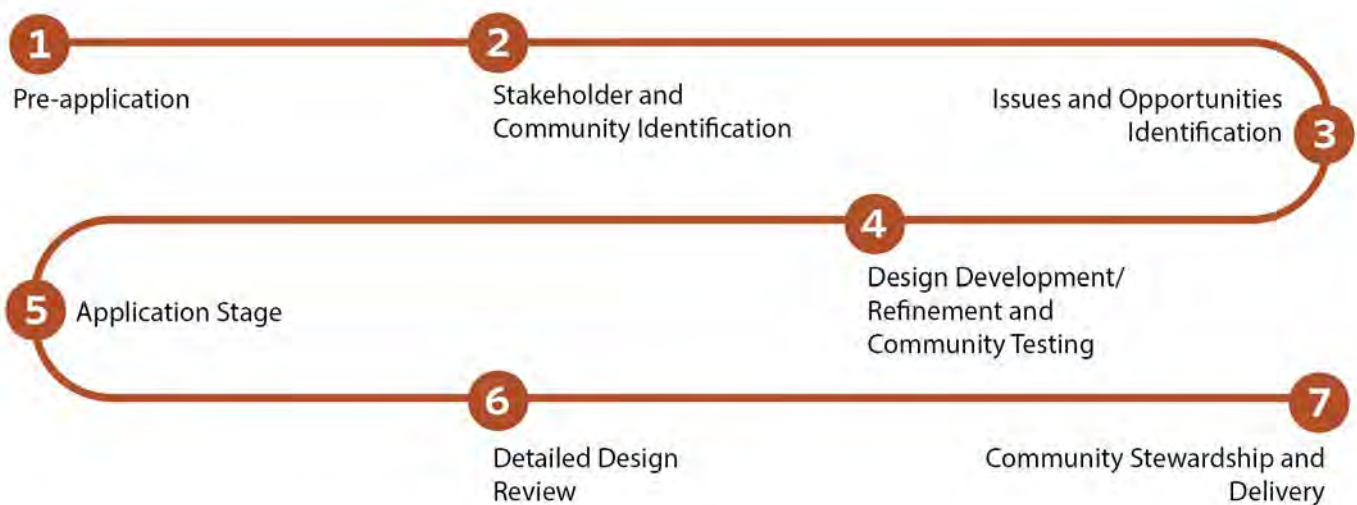 1
Pre-application
2
Stakeholder and
Community Identification
Issues and Opportunities
Identification
3
4
Design Development/
Refinement and
Community Testing
5
Application Stage
6
Detailed Design
Review
7
Community Stewardship and
Delivery